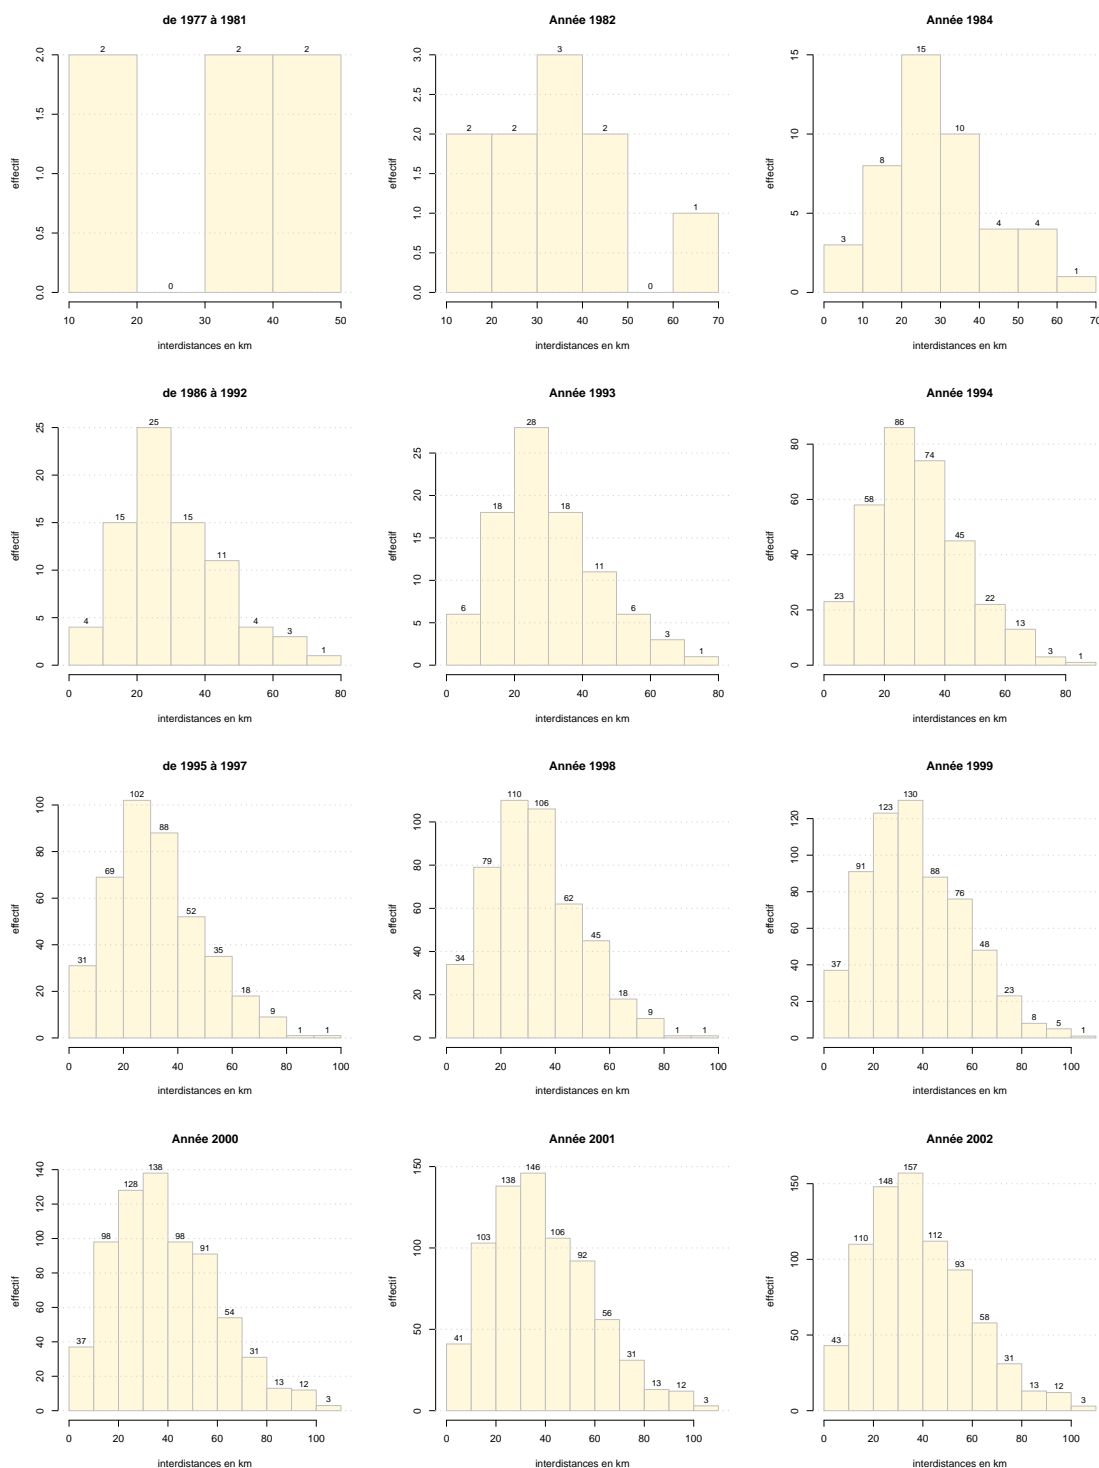 de 1977 à 1981
effectif
0.0 0.5 1.0 1.5 2.0
2 0 2 2
10 20 30 40 50
interdistances en km
Année 1982
effectif
0.0 0.5 1.0 1.5 2.0 2.5 3.0
2 2 3 2 0 1
10 20 30 40 50 60 70
interdistances en km
Année 1984
effectif
0 5 10 15
3 8 15 10 4 4 1
0 10 20 30 40 50 60 70
interdistances en km
de 1986 à 1992
effectif
0 5 10 15 20 25
4 15 25 15 11 4 3 1
0 20 40 60 80
interdistances en km
Année 1993
effectif
0 5 10 15 20 25
6 18 28 18 11 6 3 1
0 20 40 60 80
interdistances en km
Année 1994
effectif
0 20 40 60 80
23 58 86 74 45 22 13 3 1
0 20 40 60 80
interdistances en km
de 1995 à 1997
effectif
0 20 40 60 80 100
31 69 102 88 52 35 18 9 1 1
0 20 40 60 80 100
interdistances en km
Année 1998
effectif
0 20 40 60 80 100
34 79 110 106 62 45 18 9 1 1
0 20 40 60 80 100
interdistances en km
Année 1999
effectif
0 20 40 60 80 100 120
37 91 123 130 88 76 48 23 8 5 1
0 20 40 60 80 100
interdistances en km
Année 2000
effectif
0 20 40 60 80 100 120 140
37 98 128 138 98 91 54 31 13 12 3
0 20 40 60 80 100
interdistances en km
Année 2001
effectif
0 50 100 150
41 103 138 146 106 92 56 31 13 12 3
0 20 40 60 80 100
interdistances en km
Année 2002
effectif
0 50 100 150
43 110 148 157 112 93 58 31 13 12 3
0 20 40 60 80 100
interdistances en km